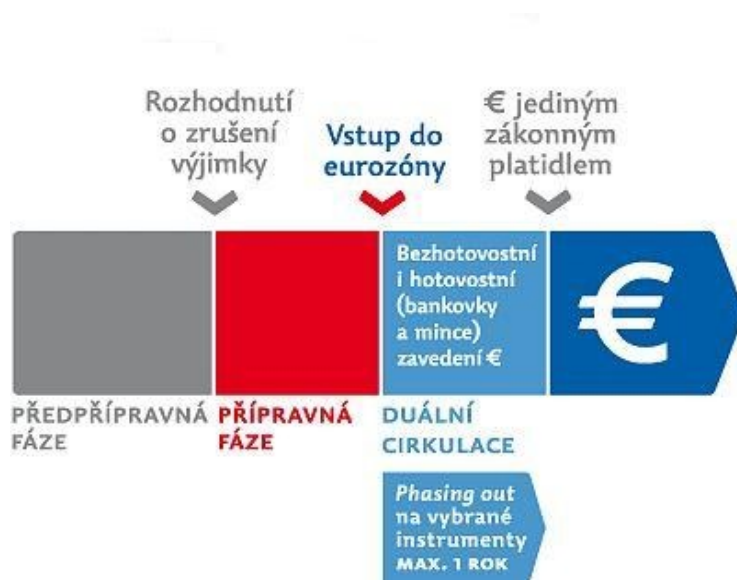 Rozhodnutí
o zrušení
výjimky
Vstup do
eurozóny
€ jediným
zákonným
platidlem
Bezhotovostní
i hotovostní
(bankovky
a mince)
zavedení €
€
PŘEDPŘÍPRAVNÁ
FÁZE
PŘÍPRAVNÁ
FÁZE
DUÁLNÍ
CIRKULACE
Phasing out
na vybrané
instrumenty
MAX. 1 ROK